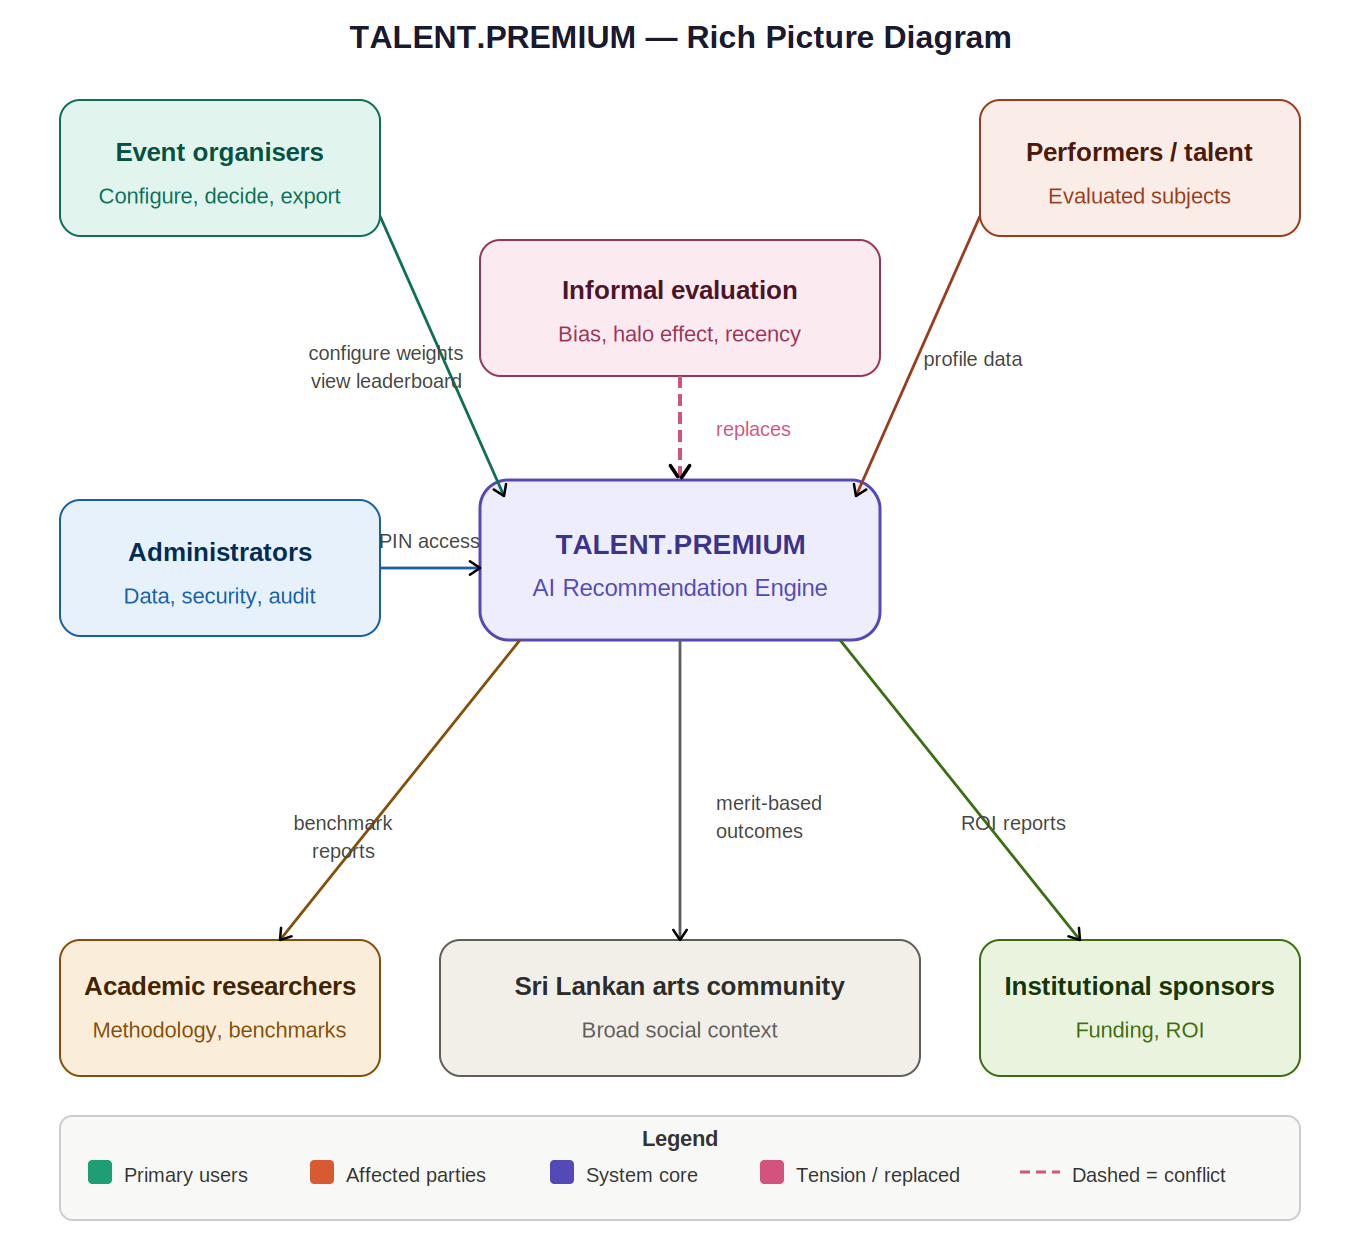 TALENT.PREMIUM — Rich Picture Diagram
Event organisers
Configure, decide, export
Performers / talent
Evaluated subjects
Informal evaluation
Bias, halo effect, recency
configure weights
view leaderboard
profile data
replaces
Administrators
Data, security, audit
PIN access
TALENT.PREMIUM
AI Recommendation Engine
benchmark
reports
merit-based
outcomes
ROI reports
Academic researchers
Methodology, benchmarks
Sri Lankan arts community
Broad social context
Institutional sponsors
Funding, ROI
Legend
Primary users
Affected parties
System core
Tension / replaced
Dashed = conflict